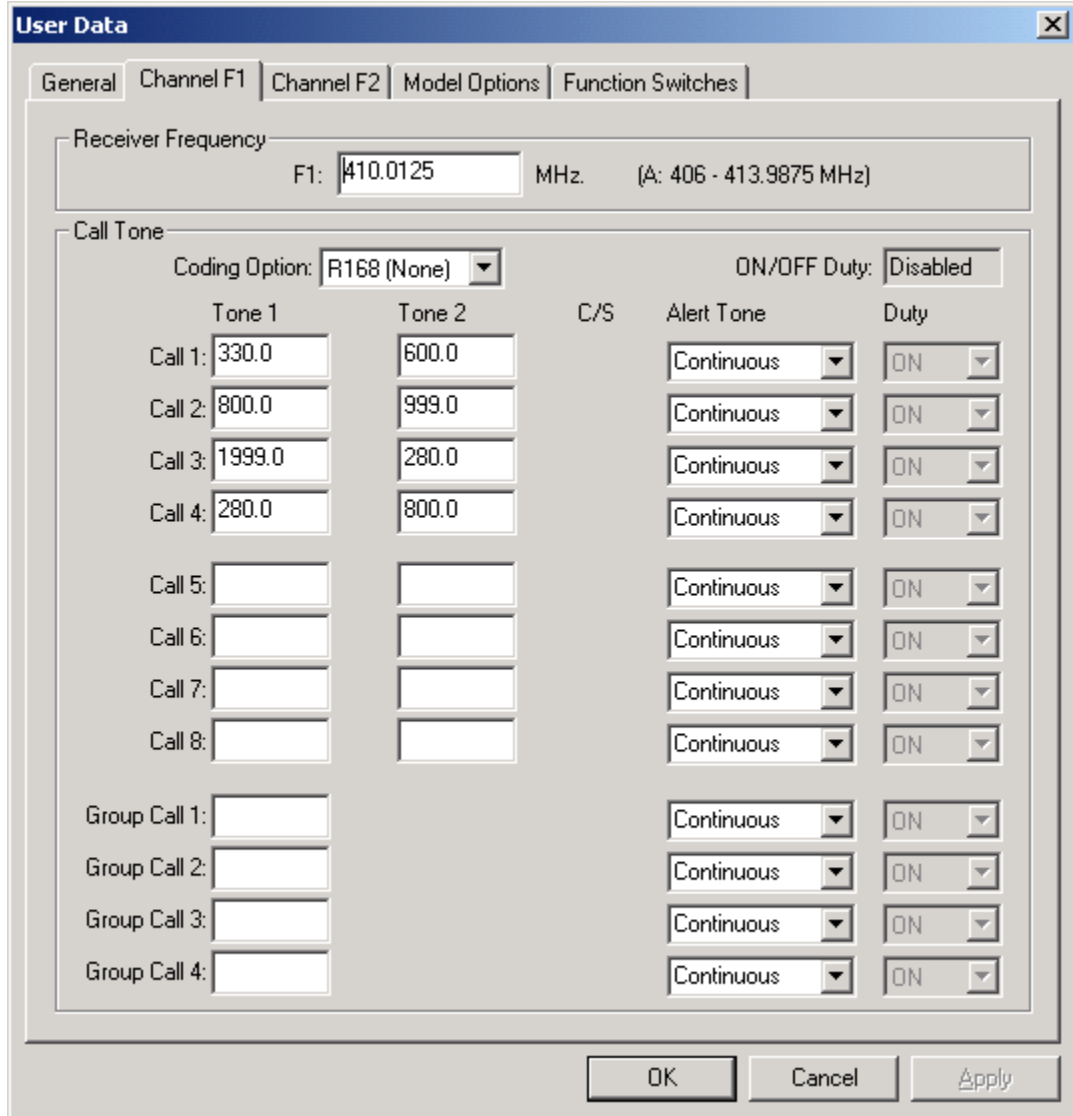 User Data
General Channel F1 Channel F2 Model Options Function Switches
Receiver Frequency
F1: 410.0125 MHz. (A: 406 - 413.9875 MHz)
Call Tone
Coding Option: R168 (None) ON/OFF Duty: Disabled
Tone 1 Tone 2 C/S Alert Tone Duty
Call 1: 330.0 600.0 Continuous ON
Call 2: 800.0 999.0 Continuous ON
Call 3: 1999.0 280.0 Continuous ON
Call 4: 280.0 800.0 Continuous ON
Call 5: Continuous ON
Call 6: Continuous ON
Call 7: Continuous ON
Call 8: Continuous ON
Group Call 1: Continuous ON
Group Call 2: Continuous ON
Group Call 3: Continuous ON
Group Call 4: Continuous ON
OK Cancel Apply